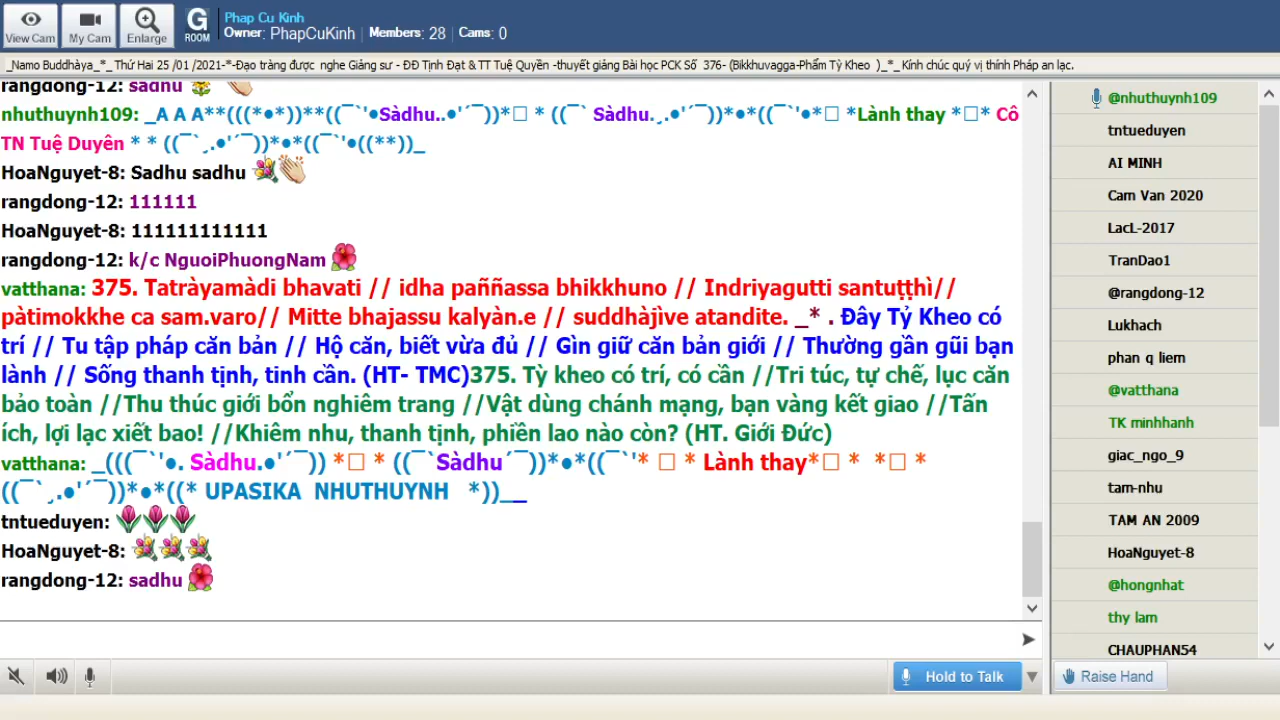 View Cam
My Cam
Enlarge
G
ROOM
Phap Cu Kinh
Owner: PhapCuKinh | Members: 28 | Cams: 0
_Namo Buddhàya_*_ Thứ Hai 25 /01 /2021-*-Đạo tràng được nghe Giảng sư - ĐĐ Tịnh Đạt & TT Tuệ Quyền -thuyết giảng Bài học PCK Số 376- (Bikkhuvagga-Phẩm Tỳ Kheo )_*_ Kính chúc quý vị thính Pháp an lạc.
rangdong-12: sadhu
nhuthuynh109: _A A A**(((*●*))**((¯`'●Sàdhu..●'´¯))*□ * ((¯` Sàdhu.¸.●'´¯))*●*((¯`'●*□ *Lành thay *□* Cô
TN Tuệ Duyên * * ((¯`¸.●'´¯))*●*((¯`'●((**))_
HoaNguyet-8: Sadhu sadhu
rangdong-12: 111111
HoaNguyet-8: 111111111111
rangdong-12: k/c NguoiPhuongNam
vatthana: 375. Tatràyamàdi bhavati // idha paññassa bhikkhuno // Indriyagutti santuṭṭhì//
pàtimokkhe ca sam.varo// Mitte bhajassu kalyàn.e // suddhàjìve atandite. _* . Đây Tỷ Kheo có
trí // Tu tập pháp căn bản // Hộ căn, biết vừa đủ // Gìn giữ căn bản giới // Thường gần gũi bạn
lành // Sống thanh tịnh, tinh cần. (HT- TMC)375. Tỳ kheo có trí, có cần //Tri túc, tự chế, lục căn
bảo toàn //Thu thúc giới bổn nghiêm trang //Vật dùng chánh mạng, bạn vàng kết giao //Tấn
ích, lợi lạc xiết bao! //Khiêm nhu, thanh tịnh, phiền lao nào còn? (HT. Giới Đức)
vatthana: _(((¯`'●. Sàdhu.●'´¯)) *□ * ((¯`Sàdhu´¯))*●*((¯`'* □ * Lành thay*□ * *□ *
((¯`¸.●'´¯))*●*((* UPASIKA NHUTHUYNH *))__
tntueduyen:
HoaNguyet-8:
rangdong-12: sadhu
Hold to Talk
@nhuthuynh109
tntueduyen
AI MINH
Cam Van 2020
LacL-2017
TranDao1
@rangdong-12
Lukhach
phan q liem
@vatthana
TK minhhanh
giac_ngo_9
tam-nhu
TAM AN 2009
HoaNguyet-8
@hongnhat
thy lam
CHAUPHAN54
Raise Hand